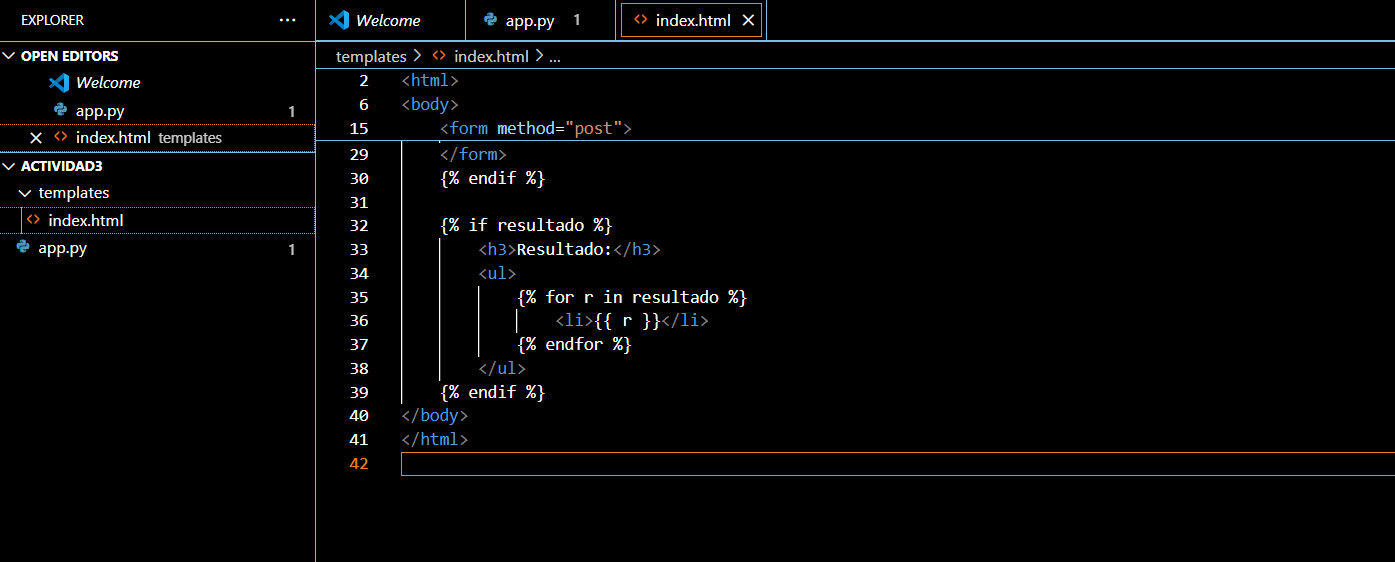 EXPLORER ...
OPEN EDITORS
Welcome
app.py 1
index.html templates
ACTIVIDAD3
templates
index.html
app.py 1
Welcome app.py 1 index.html
templates > index.html > ...
2 <html>
6 <body>
15 <form method="post">
29 </form>
30 {% endif %}
31
32 {% if resultado %}
33 <h3>Resultado:</h3>
34 <ul>
35 {% for r in resultado %}
36 <li>{{ r }}</li>
37 {% endfor %}
38 </ul>
39 {% endif %}
40 </body>
41 </html>
42